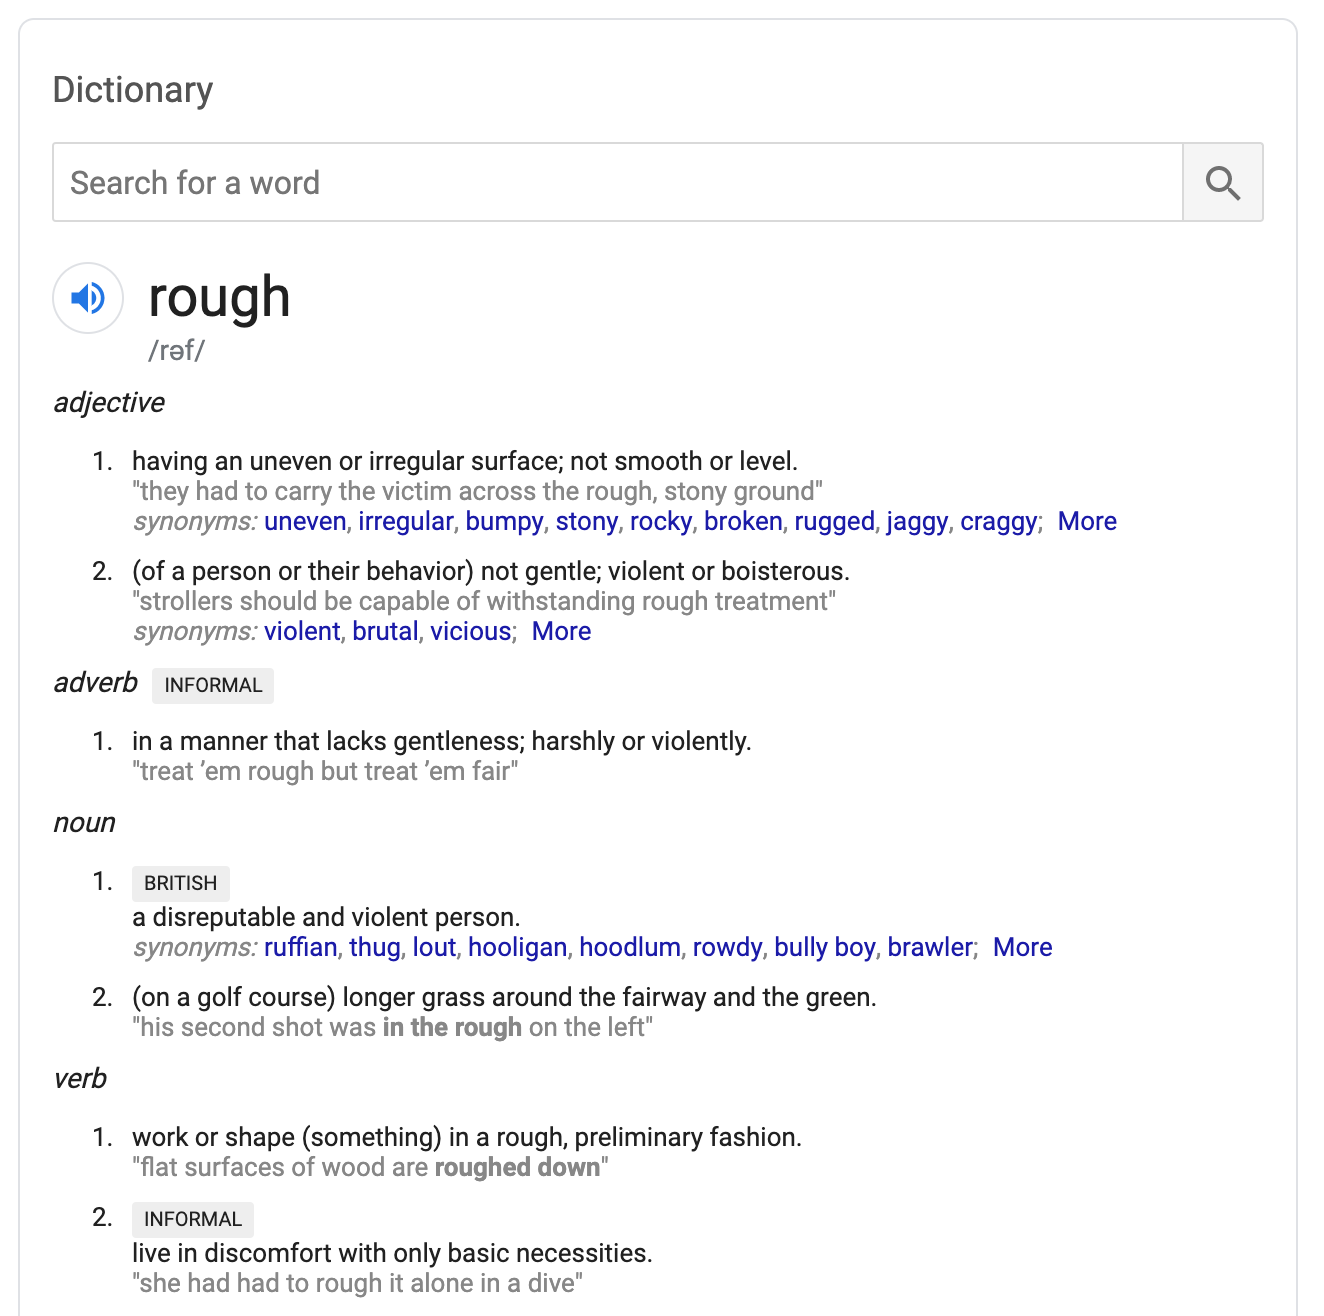 Dictionary
Search for a word
rough
/rəf/
adjective
1. having an uneven or irregular surface; not smooth or level.
"they had to carry the victim across the rough, stony ground"
synonyms: uneven, irregular, bumpy, stony, rocky, broken, rugged, jaggy, craggy; More
2. (of a person or their behavior) not gentle; violent or boisterous.
"strollers should be capable of withstanding rough treatment"
synonyms: violent, brutal, vicious; More
adverb INFORMAL
1. in a manner that lacks gentleness; harshly or violently.
"treat ’em rough but treat ’em fair"
noun
1. BRITISH
a disreputable and violent person.
synonyms: ruffian, thug, lout, hooligan, hoodlum, rowdy, bully boy, brawler; More
2. (on a golf course) longer grass around the fairway and the green.
"his second shot was in the rough on the left"
verb
1. work or shape (something) in a rough, preliminary fashion.
"flat surfaces of wood are roughed down"
2. INFORMAL
live in discomfort with only basic necessities.
"she had had to rough it alone in a dive"